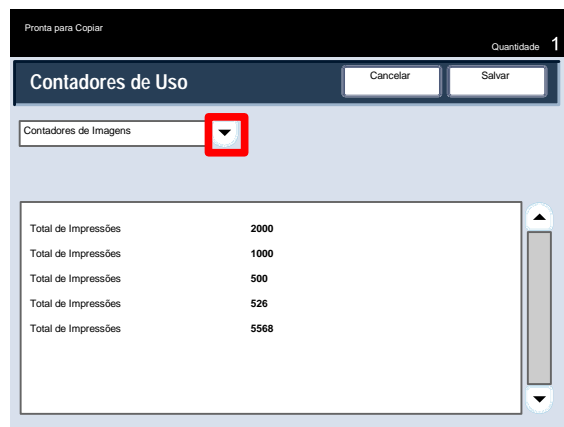 Pronta para Copiar
Quantidade 1
Contadores de Uso
Cancelar
Salvar
Contadores de Imagens
Total de Impressões 2000
Total de Impressões 1000
Total de Impressões 500
Total de Impressões 526
Total de Impressões 5568